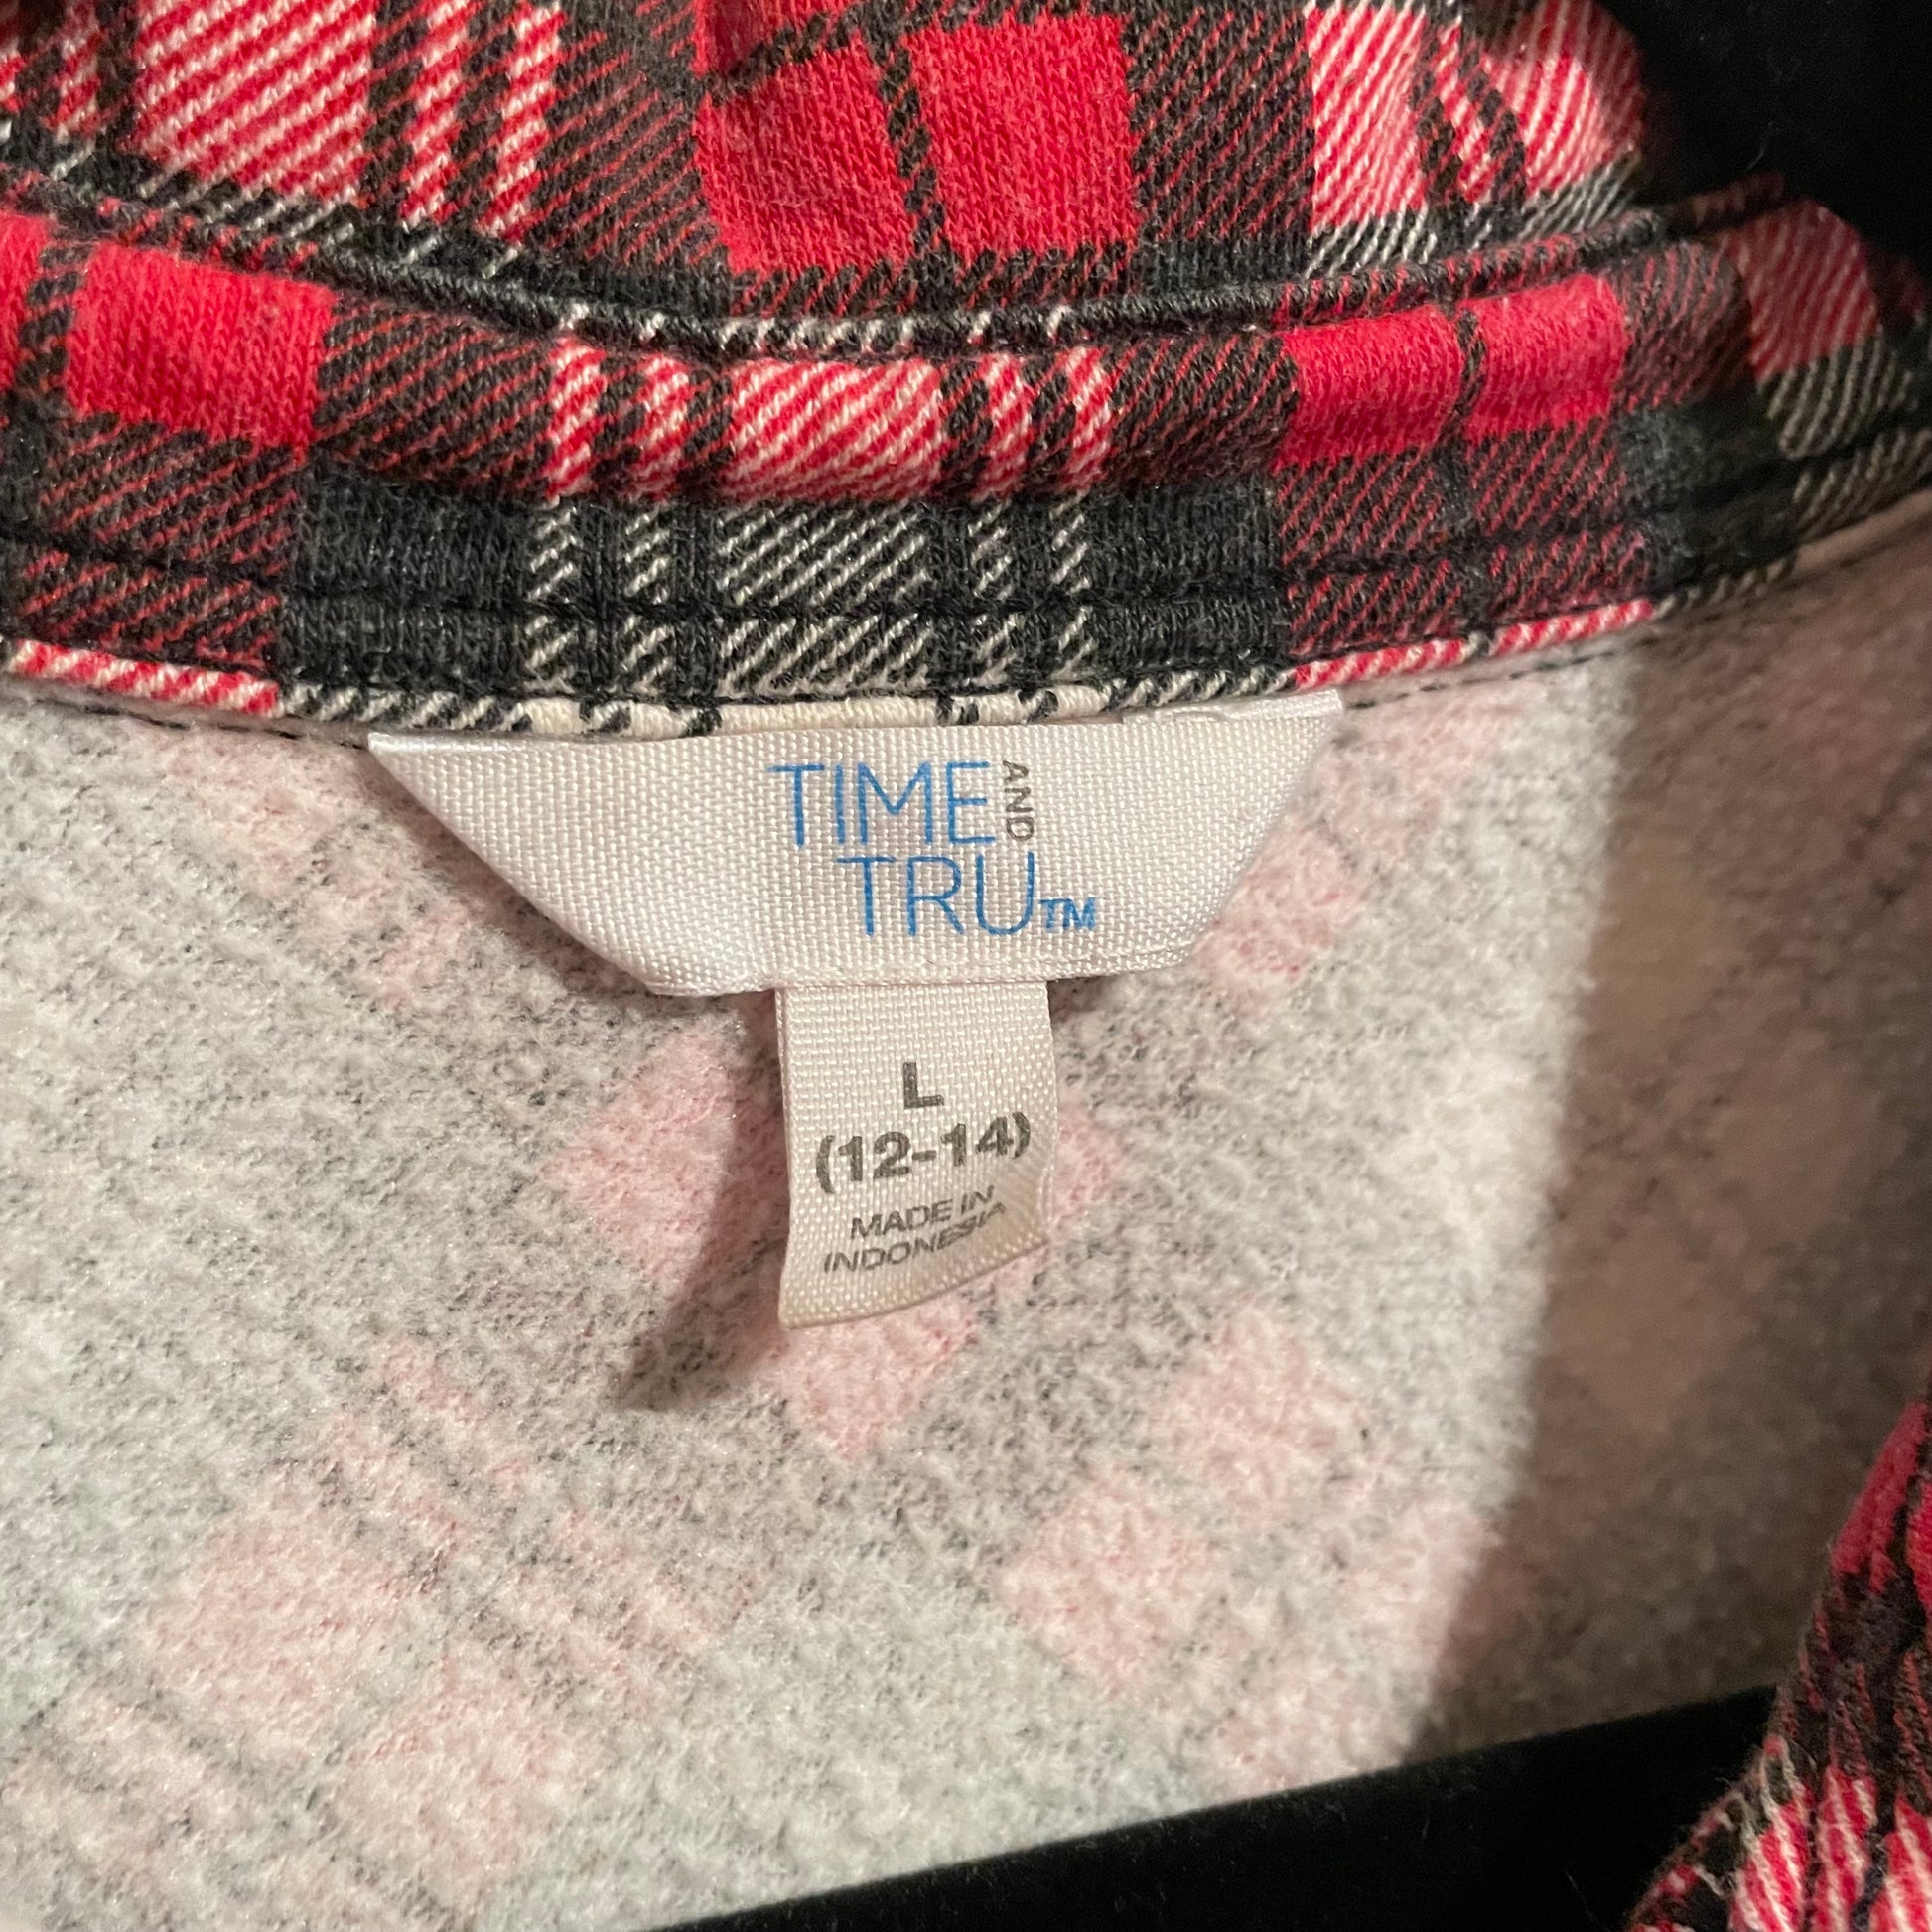 TIME AND
TRU™
L
(12-14)
MADE IN
INDONESIA